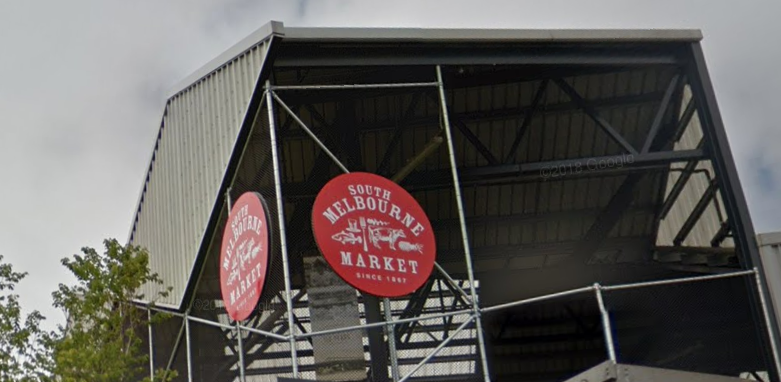 SOUTH
MELBOURNE
MARKET
SINCE 1867
SOUTH
MELBOURNE
MARKET
©2018 Google